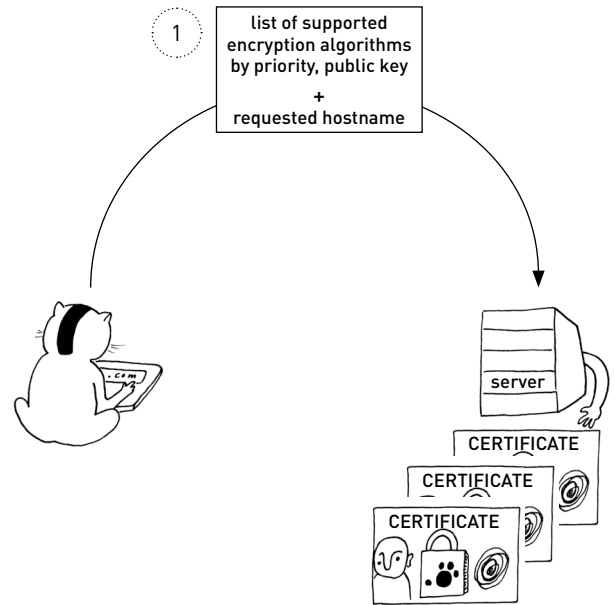 1
list of supported
encryption algorithms
by priority, public key
+
requested hostname
.com
server
CERTIFICATE
CERTIFICATE
CERTIFICATE